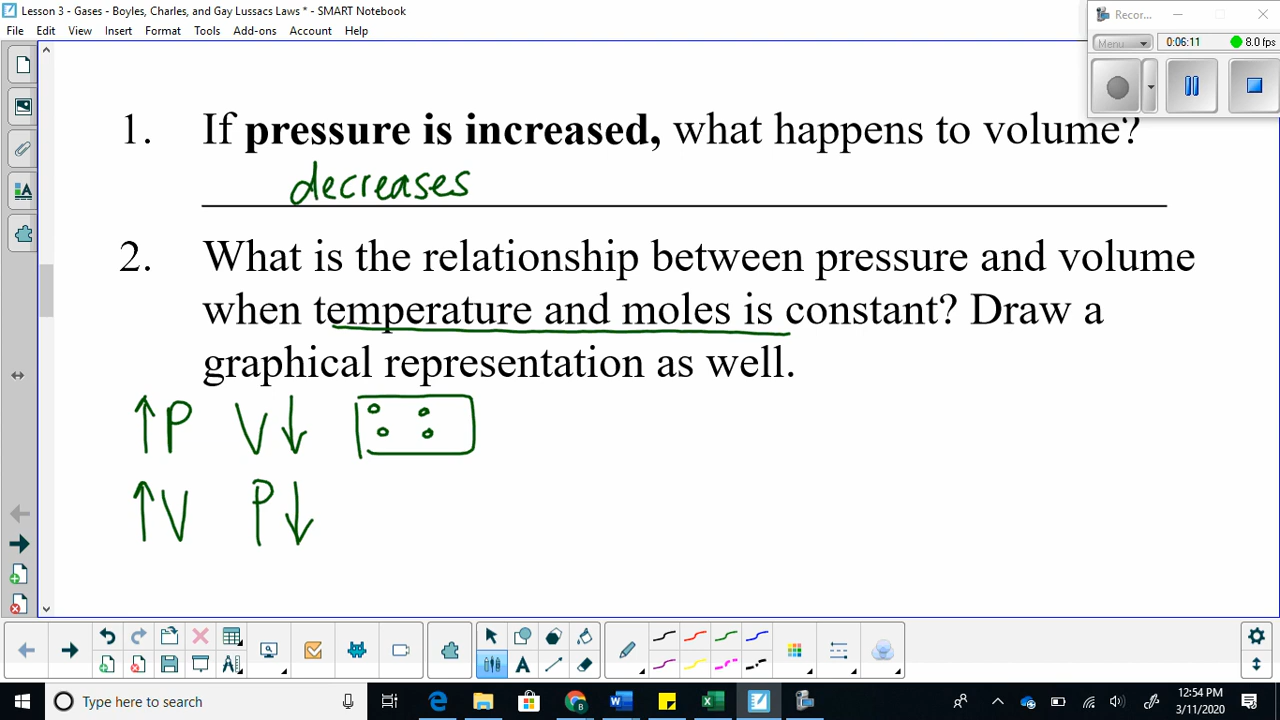 Lesson 3 - Gases - Boyles, Charles, and Gay Lussacs Laws * - SMART Notebook
File Edit View Insert Format Tools Add-ons Account Help
Recor...
Menu 0:06:11 8.0 fps
1. If pressure is increased, what happens to volume?
decreases
2. What is the relationship between pressure and volume
when temperature and moles is constant? Draw a
graphical representation as well.
↑P V↓
↑V P↓
Type here to search
12:54 PM
3/11/2020